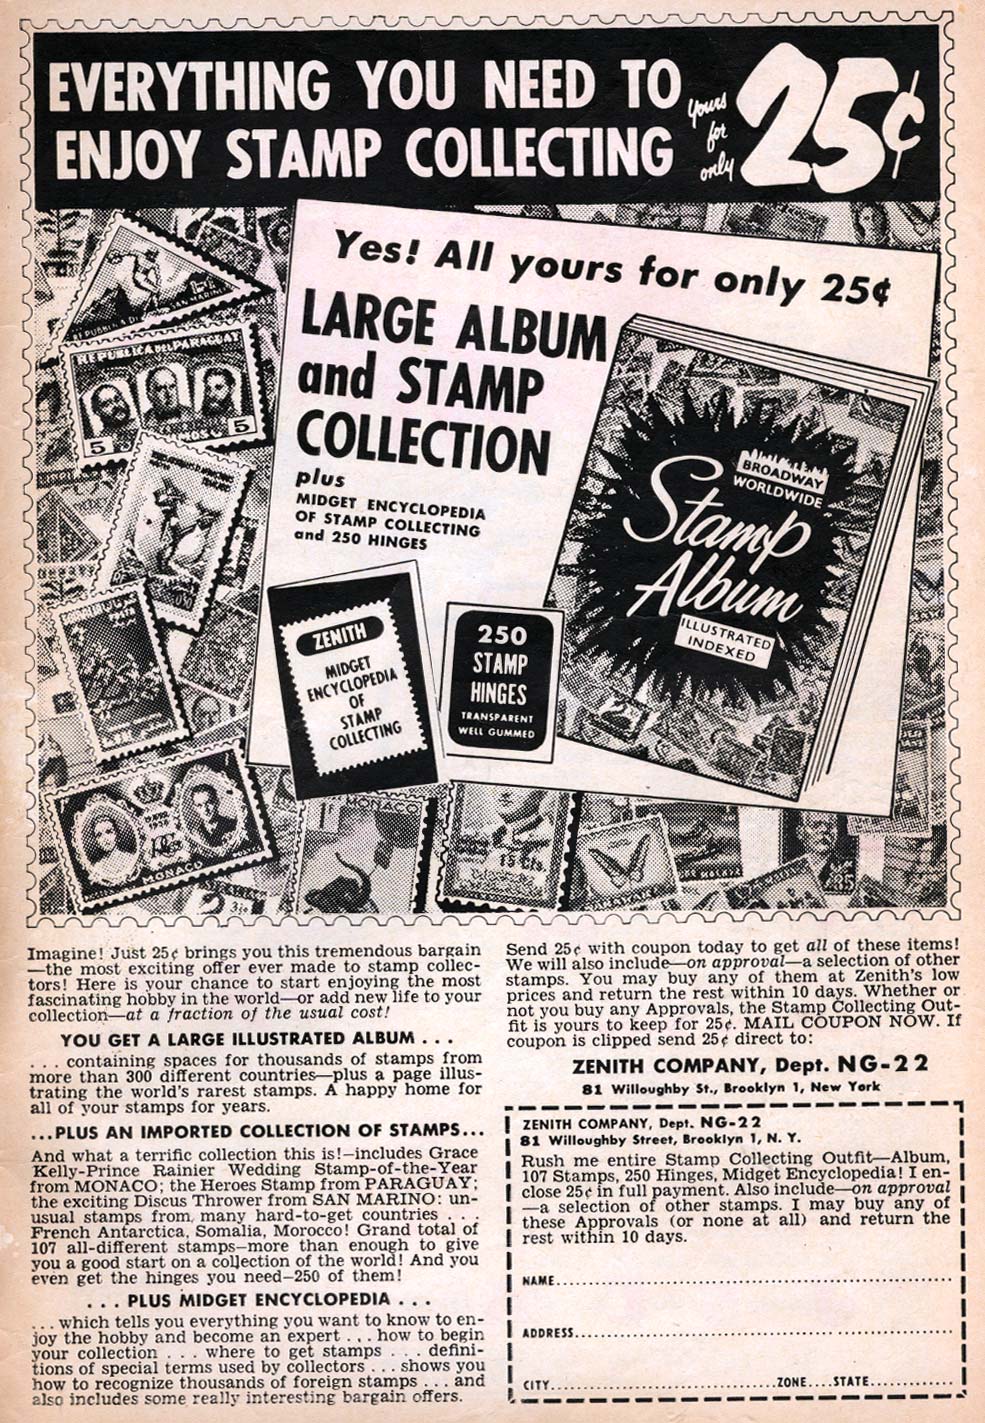 EVERYTHING YOU NEED TO
ENJOY STAMP COLLECTING
yours
for
only
25¢
Yes! All yours for only 25¢
LARGE ALBUM
and STAMP
COLLECTION
plus
MIDGET ENCYCLOPEDIA
OF STAMP COLLECTING
and 250 HINGES
BROADWAY
WORLDWIDE
Stamp
Album
ILLUSTRATED
INDEXED
ZENITH
MIDGET
ENCYCLOPEDIA
OF
STAMP
COLLECTING
250
STAMP
HINGES
TRANSPARENT
WELL GUMMED
SAN MARINO
REPUBLICA DEL PARAGUAY
5
5
MONACO
MONACO
15 Cts.
Imagine! Just 25¢ brings you this tremendous bargain
—the most exciting offer ever made to stamp collec-
tors! Here is your chance to start enjoying the most
fascinating hobby in the world—or add new life to your
collection—at a fraction of the usual cost!
YOU GET A LARGE ILLUSTRATED ALBUM . . .
. . . containing spaces for thousands of stamps from
more than 300 different countries—plus a page illus-
trating the world's rarest stamps. A happy home for
all of your stamps for years.
...PLUS AN IMPORTED COLLECTION OF STAMPS...
And what a terrific collection this is!—includes Grace
Kelly-Prince Rainier Wedding Stamp-of-the-Year
from MONACO; the Heroes Stamp from PARAGUAY;
the exciting Discus Thrower from SAN MARINO: un-
usual stamps from many hard-to-get countries . . .
French Antarctica, Somalia, Morocco! Grand total of
107 all-different stamps—more than enough to give
you a good start on a collection of the world! And you
even get the hinges you need—250 of them!
. . . PLUS MIDGET ENCYCLOPEDIA . . .
. . . which tells you everything you want to know to en-
joy the hobby and become an expert . . . how to begin
your collection . . . where to get stamps . . . defini-
tions of special terms used by collectors . . . shows you
how to recognize thousands of foreign stamps . . . and
also includes some really interesting bargain offers.
Send 25¢ with coupon today to get all of these items!
We will also include—on approval—a selection of other
stamps. You may buy any of them at Zenith's low
prices and return the rest within 10 days. Whether or
not you buy any Approvals, the Stamp Collecting Out-
fit is yours to keep for 25¢. MAIL COUPON NOW. If
coupon is clipped send 25¢ direct to:
ZENITH COMPANY, Dept. NG-22
81 Willoughby St., Brooklyn 1, New York
ZENITH COMPANY, Dept. NG-22
81 Willoughby Street, Brooklyn 1, N. Y.
Rush me entire Stamp Collecting Outfit—Album,
107 Stamps, 250 Hinges, Midget Encyclopedia! I en-
close 25¢ in full payment. Also include—on approval
—a selection of other stamps. I may buy any of
these Approvals (or none at all) and return the
rest within 10 days.
NAME
ADDRESS
CITY ZONE STATE